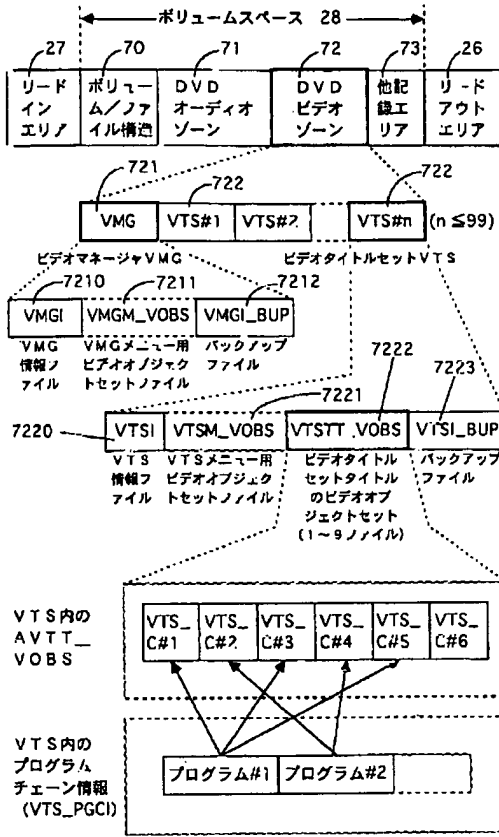 ボリュームスペース 28
27
70
71
72
73
26
リード
イン
エリア
ボリュー
ム/ファ
イル構造
DVD
オーディオ
ゾーン
DVD
ビデオ
ゾーン
他記
録エ
リア
リード
アウト
エリア
721
722
722
VMG
VTS#1
VTS#2
VTS#n
(n ≦99)
ビデオマネージャVMG
ビデオタイトルセットVTS
7210
7211
7212
VMGI
VMGM_VOBS
VMGI_BUP
VMG
情報フ
ァイル
VMGメニュー用
ビデオオブジェク
トセットファイル
バックアップ
ファイル
7220
7221
7222
7223
VTSI
VTSM_VOBS
VTSTT_VOBS
VTSI_BUP
VTS
情報フ
ァイル
VTSメニュー用
ビデオオブジェク
トセットファイル
ビデオタイトル
セットタイトル
のビデオオブ
ジェクトセット
(1~9ファイル)
バックアップ
ファイル
VTS内の
AVTT_
VOBS
VTS_
C#1
VTS_
C#2
VTS_
C#3
VTS_
C#4
VTS_
C#5
VTS_
C#6
VTS内の
プログラム
チェーン情報
(VTS_PGCI)
プログラム#1
プログラム#2